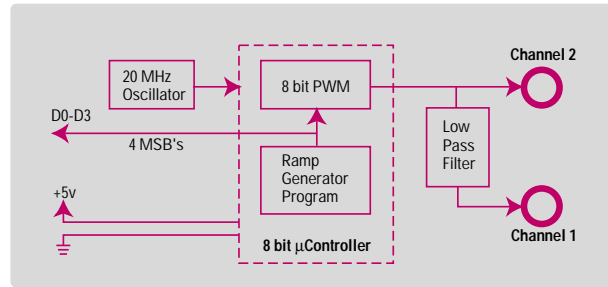 Channel 2
20 MHz
Oscillator
8 bit PWM
D0-D3
4 MSB's
Low
Pass
Filter
Ramp
Generator
Program
+5v
8 bit µController
Channel 1